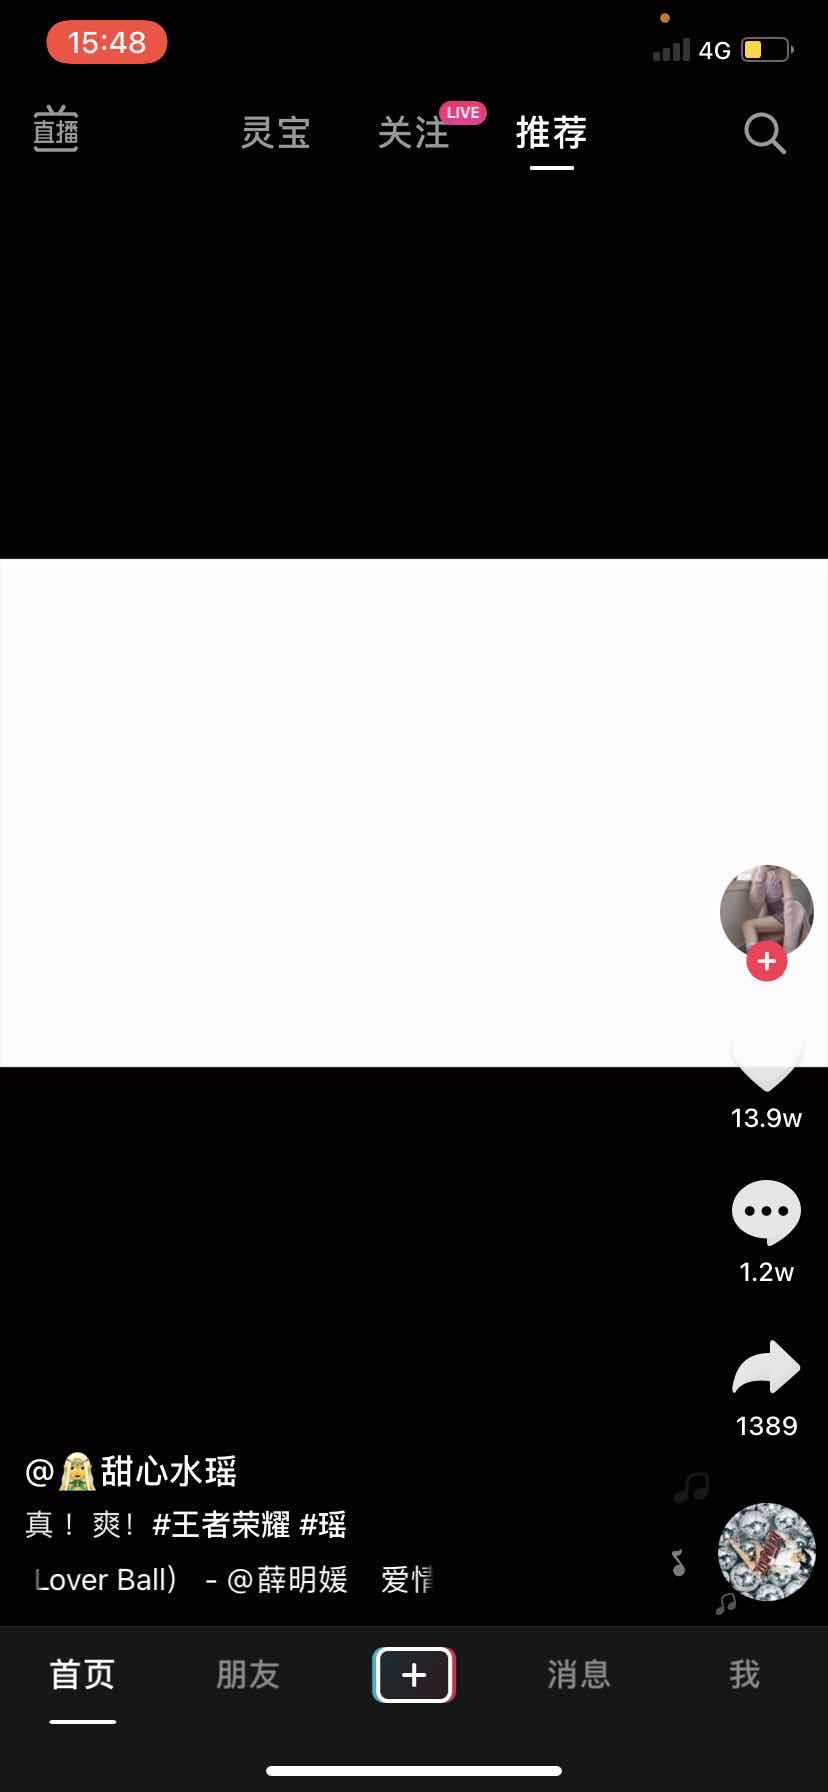 15:48
4G
直播
灵宝
关注
LIVE
推荐
13.9w
1.2w
1389
@甜心水瑶
真！爽！#王者荣耀 #瑶
Lover Ball） - @薛明媛 爱情
首页
朋友
消息
我